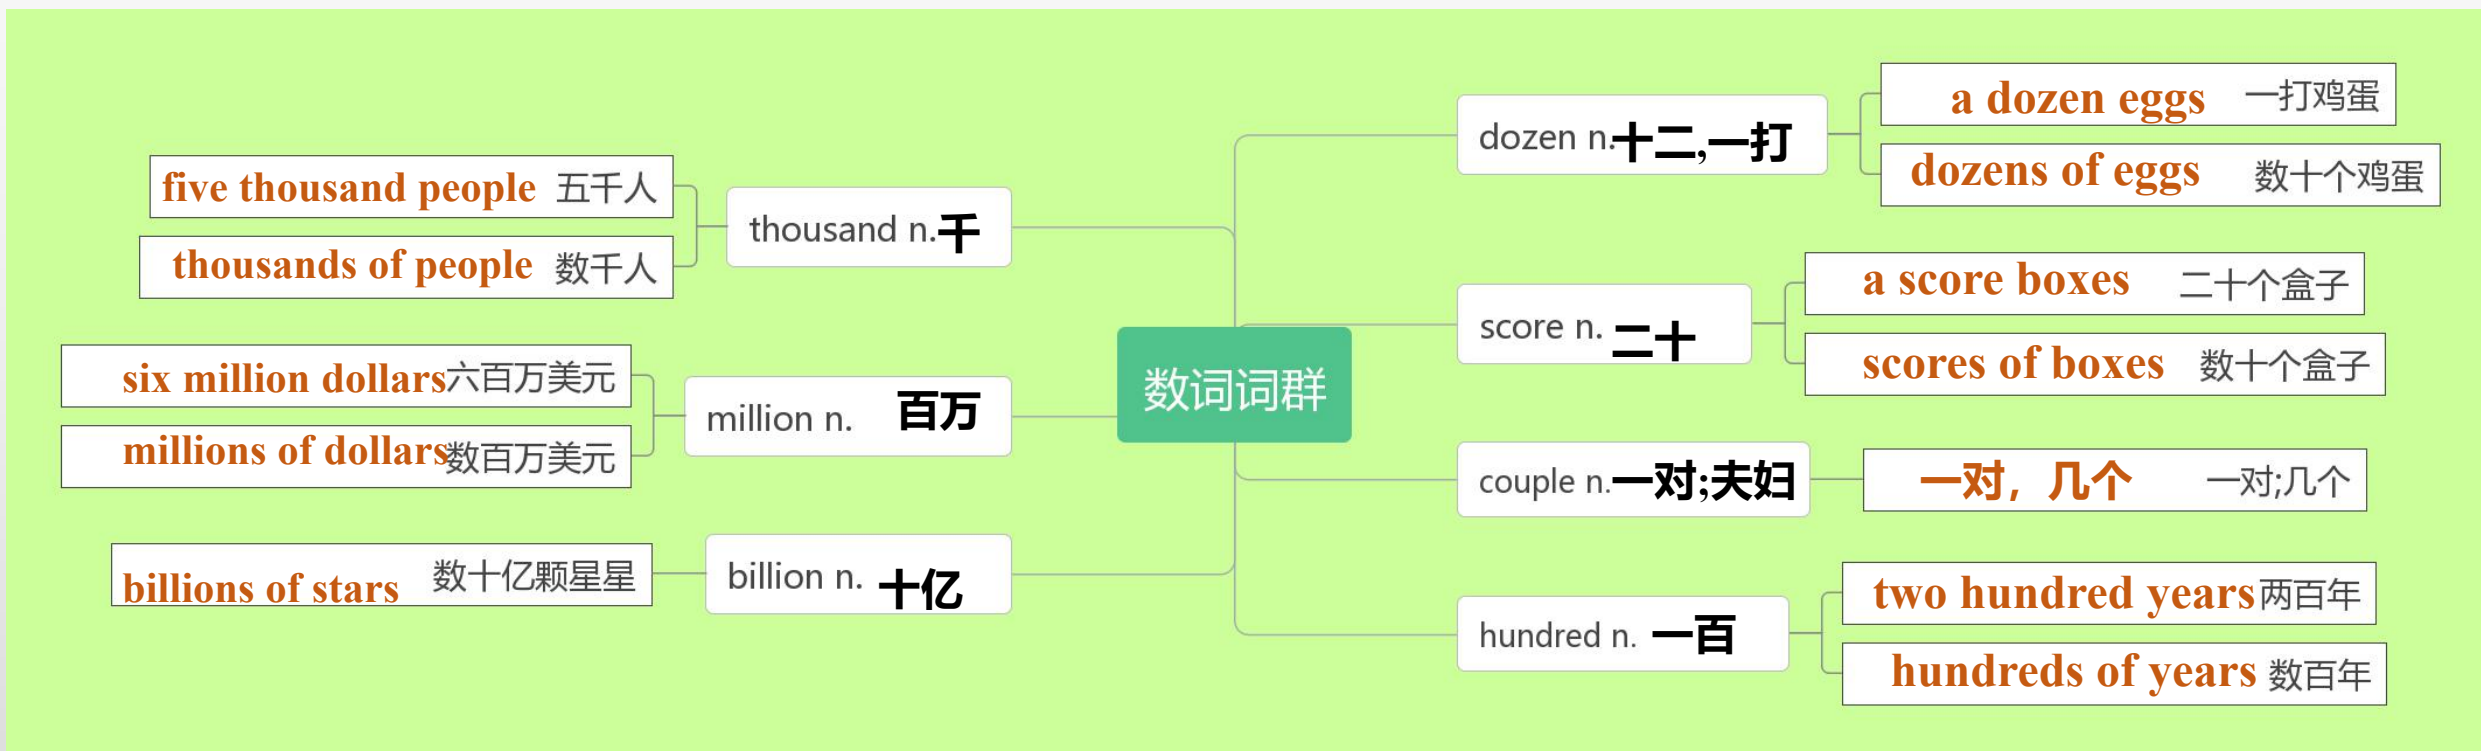 数词词群
thousand n.千
five thousand people 五千人
thousands of people 数千人
million n. 百万
six million dollars六百万美元
millions of dollars数百万美元
billion n. 十亿
billions of stars 数十亿颗星星
dozen n.十二,一打
a dozen eggs 一打鸡蛋
dozens of eggs 数十个鸡蛋
score n. 二十
a score boxes 二十个盒子
scores of boxes 数十个盒子
couple n.一对;夫妇
一对，几个 一对;几个
hundred n. 一百
two hundred years两百年
hundreds of years 数百年